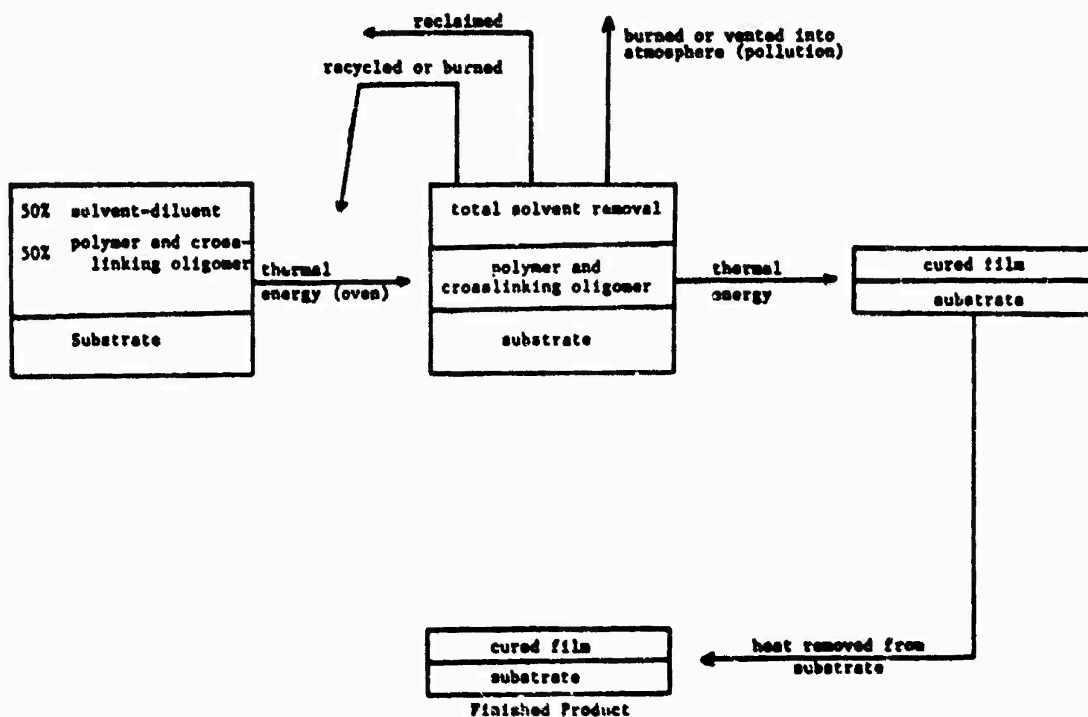 reclaimed
burned or vented into
atmosphere (pollution)
recycled or burned
50% solvent-diluent
50% polymer and cross-
linking oligomer
Substrate
thermal
energy (oven)
total solvent removal
polymer and
crosslinking oligomer
substrate
thermal
energy
cured film
substrate
heat removed from
substrate
cured film
substrate
Finished Product